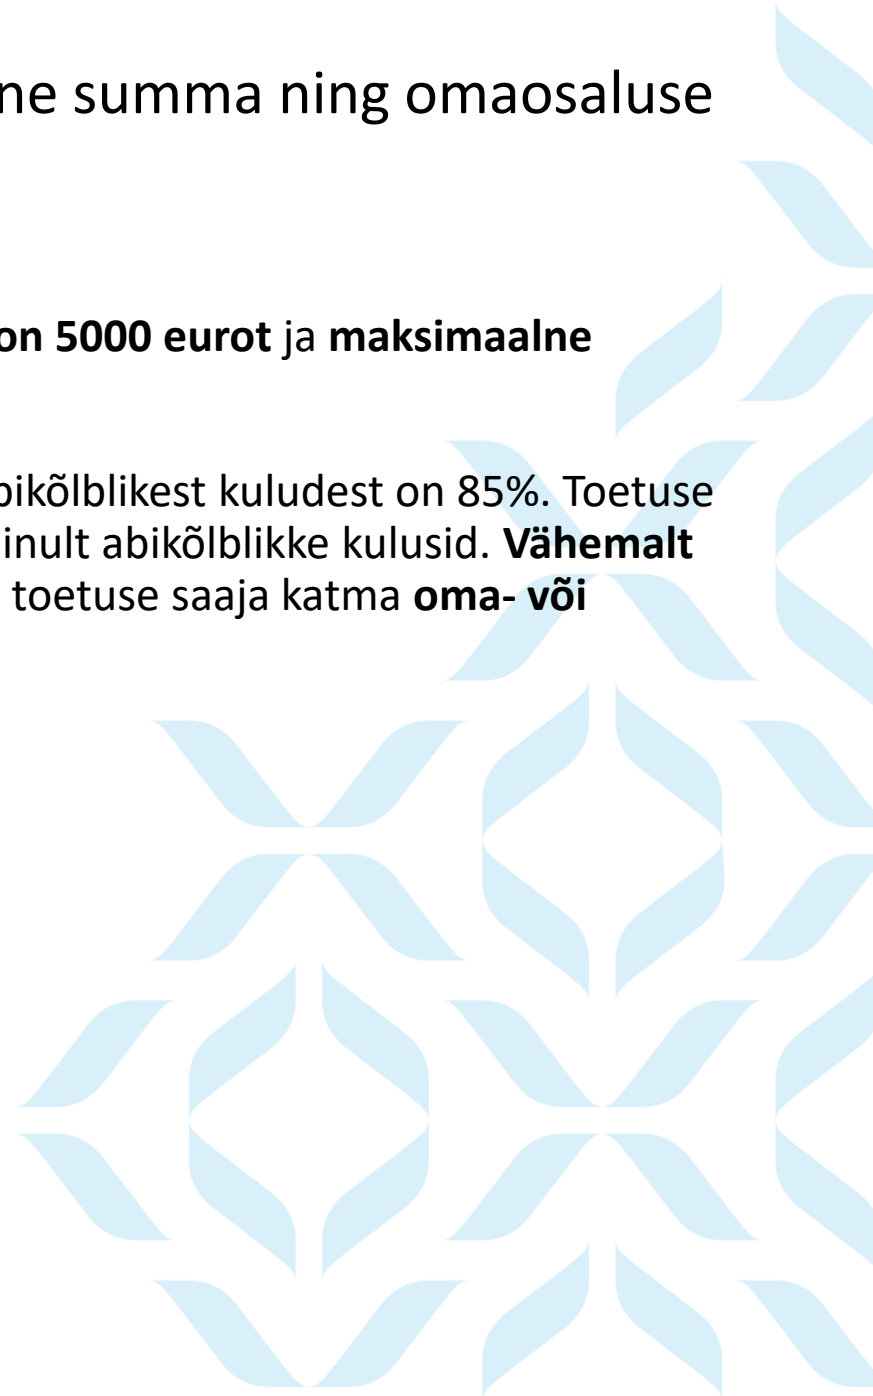 ne summa ning omaosaluse
on 5000 eurot ja maksimaalne
bikõlblikest kuludest on 85%. Toetuse
inult abikõlblikke kulusid. Vähemalt
toetuse saaja katma oma- või